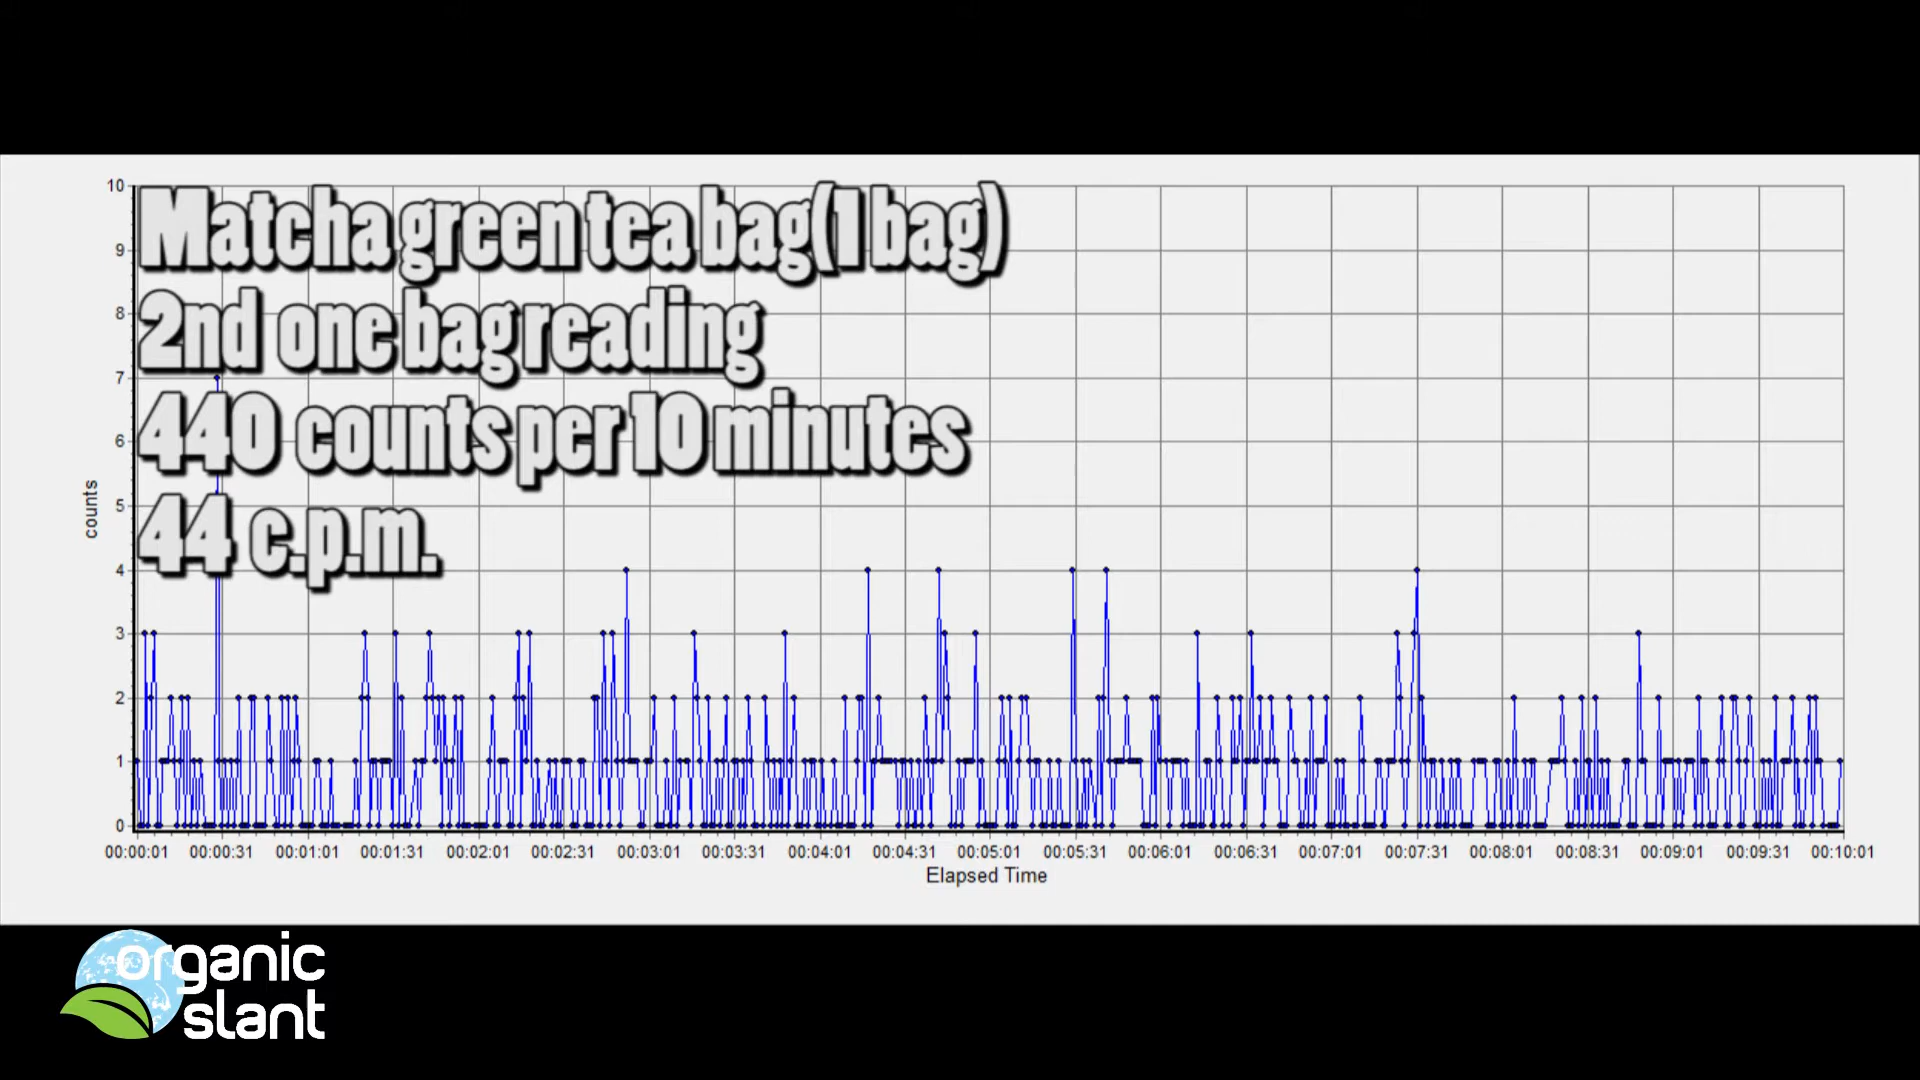 Matcha green tea bag(1 bag)
2nd one bag reading
440 counts per 10 minutes
44 c.p.m.
10
9
8
7
6
5
4
3
2
1
0
counts
00:00:01 00:00:31 00:01:01 00:01:31 00:02:01 00:02:31 00:03:01 00:03:31 00:04:01 00:04:31 00:05:01 00:05:31 00:06:01 00:06:31 00:07:01 00:07:31 00:08:01 00:08:31 00:09:01 00:09:31 00:10:01
Elapsed Time
organic
slant